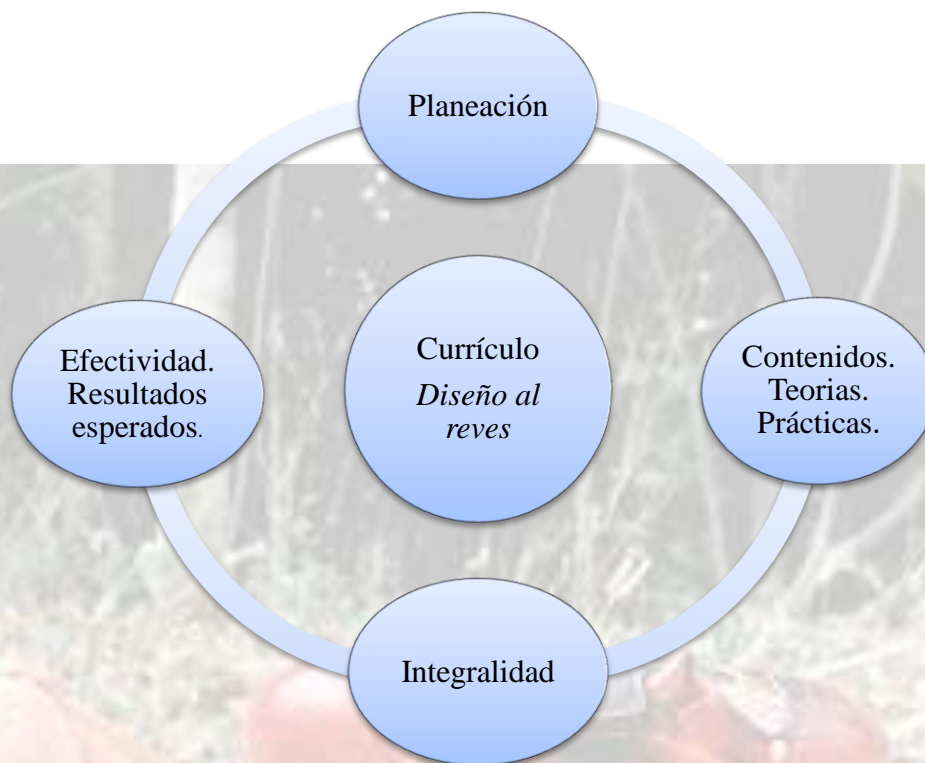 Planeación
Efectividad.
Resultados
esperados.
Currículo
Diseño al
reves
Contenidos.
Teorias.
Prácticas.
Integralidad